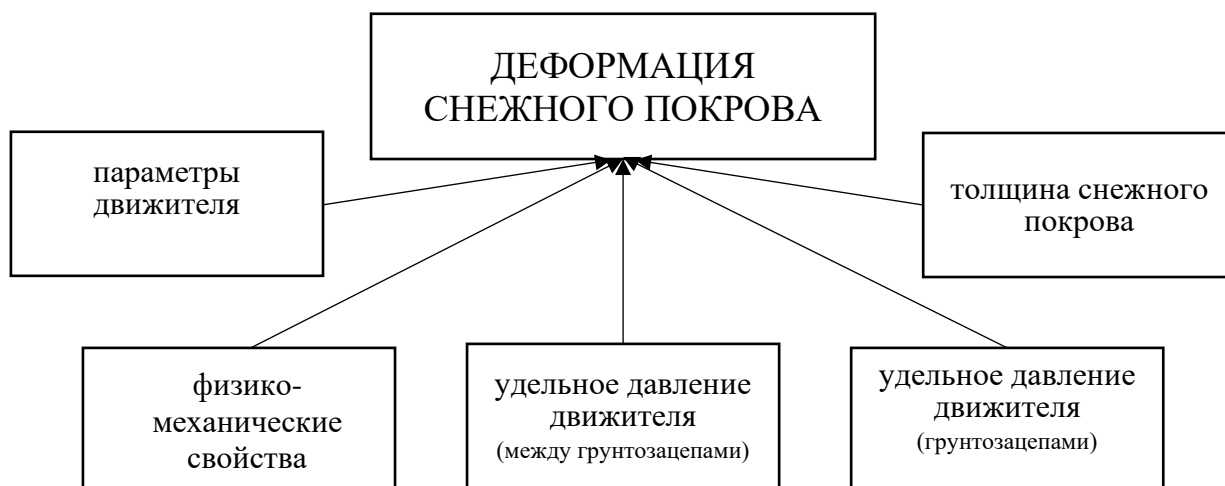 ДЕФОРМАЦИЯ
СНЕЖНОГО ПОКРОВА
параметры
движителя
толщина снежного
покрова
физико-
механические
свойства
удельное давление
движителя
(между грунтозацепами)
удельное давление
движителя
(грунтозацепами)